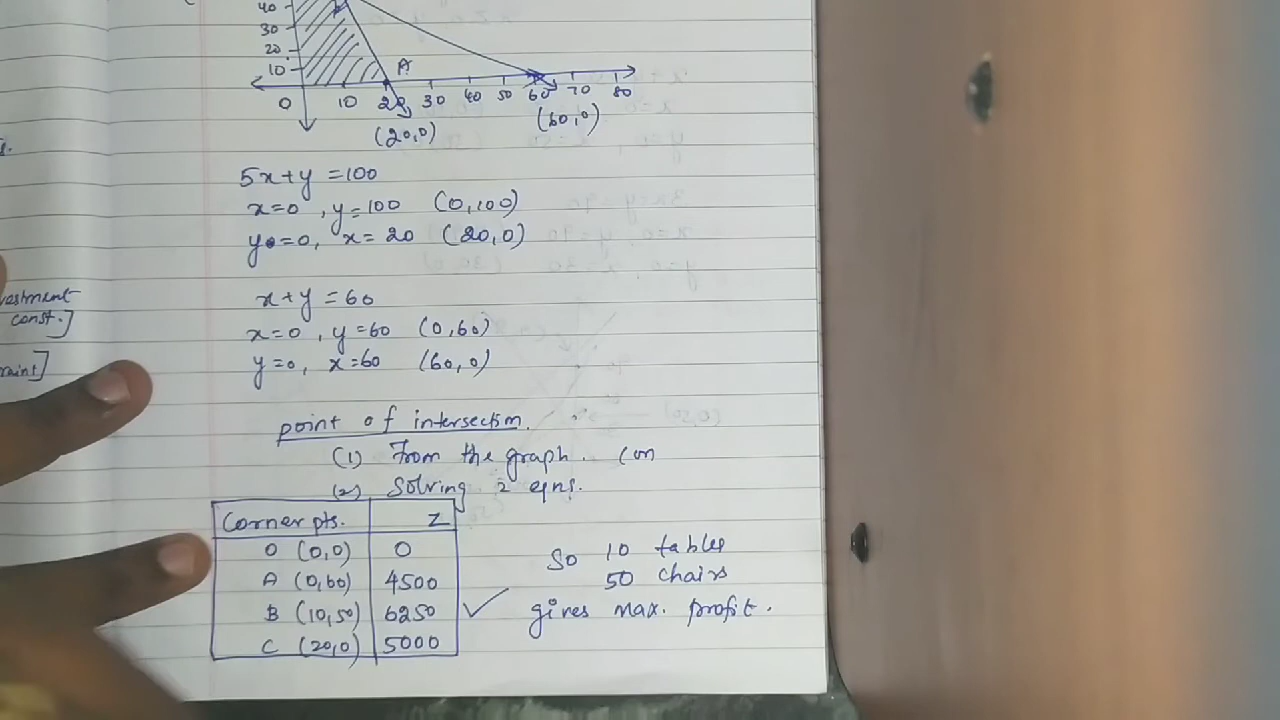 40
30
20
10
A
0 10 20 30 40 50 60 70 80
(20,0) (60,0)
5x+y =100
x=0 , y=100 (0,100)
y=0, x=20 (20,0)
x+y =60
x=0 , y=60 (0,60)
y=0, x=60 (60,0)
vestment
const.]
raint]
point of intersection.
(1) From the graph. (on
(2) Solving 2 eqns.
Corner pts. Z
O (0,0) 0
A (0,60) 4500
B (10,50) 6250 ✓
C (20,0) 5000
So 10 tables
50 chairs
gives max. profit.